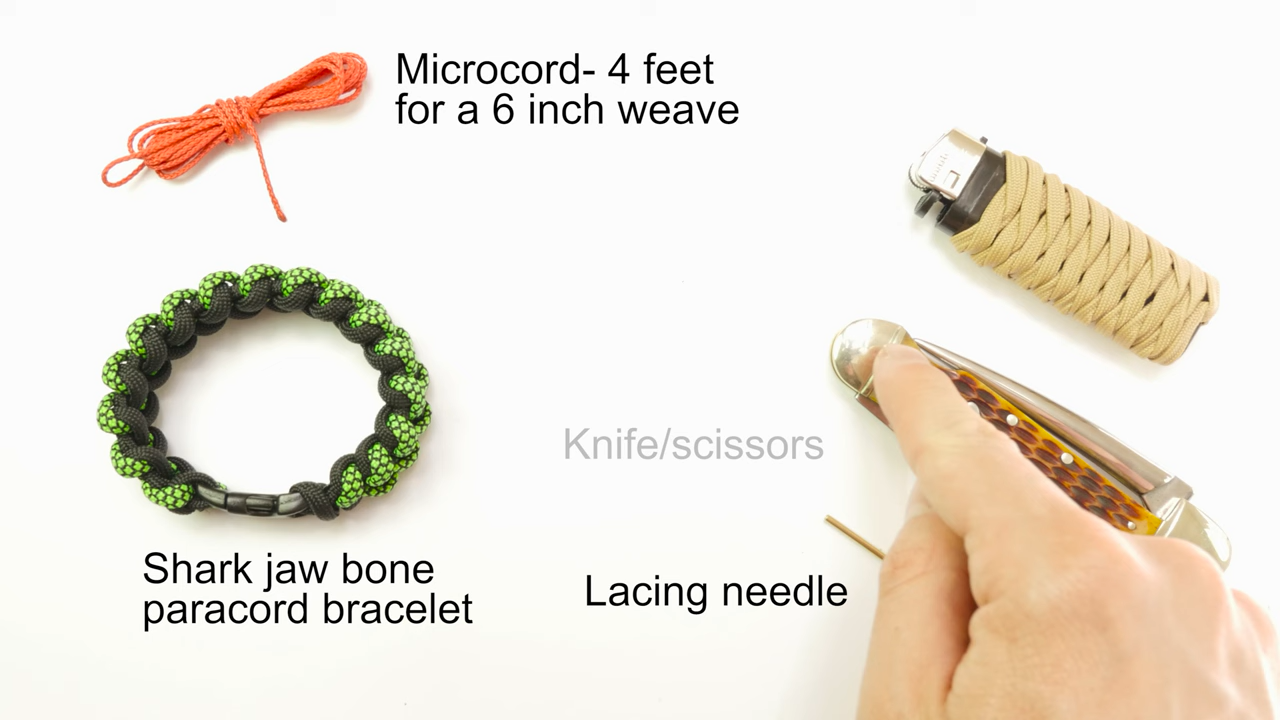 Microcord- 4 feet
for a 6 inch weave
Knife/scissors
Shark jaw bone
paracord bracelet
Lacing needle